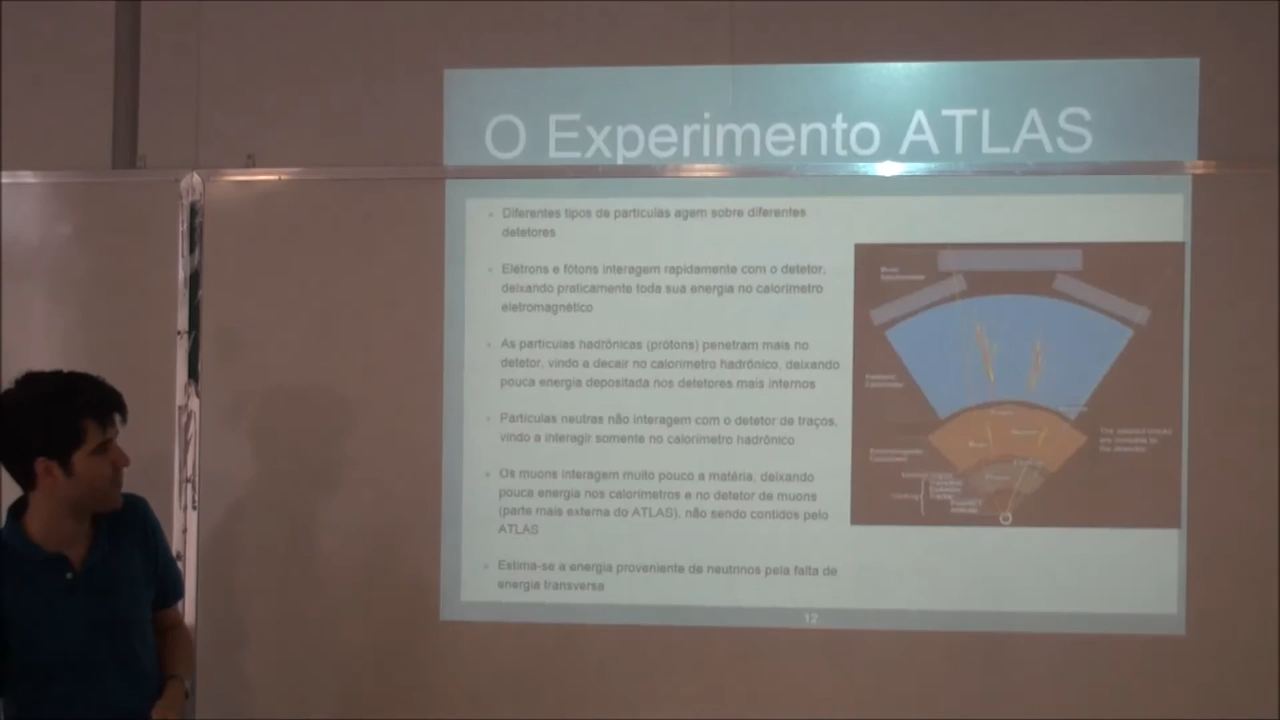 O Experimento ATLAS
Diferentes tipos de partículas agem sobre diferentes
detetores
Elétrons e fótons interagem rapidamente com o detetor,
deixando praticamente toda sua energia no calorímetro
eletromagnético
As partículas hadrônicas (prótons) penetram mais no
detetor, vindo a decair no calorímetro hadrônico, deixando
pouca energia depositada nos detetores mais internos
Partículas neutras não interagem com o detetor de traços,
vindo a interagir somente no calorímetro hadrônico
Os muons interagem muito pouco a matéria, deixando
pouca energia nos calorímetros e no detetor de muons
(parte mais externa do ATLAS), não sendo contidos pelo
ATLAS
Estima-se a energia proveniente de neutrinos pela falta de
energia transversa
12